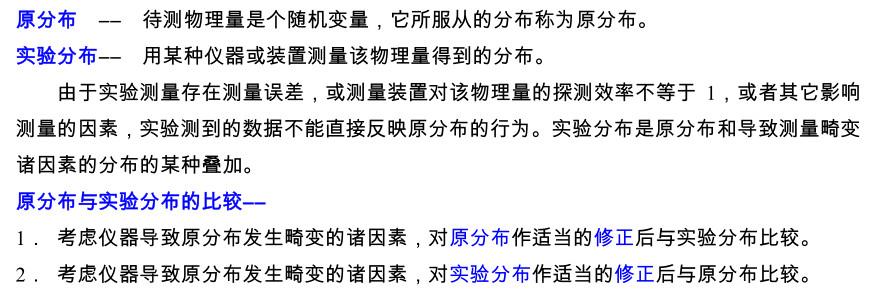 原分布 —— 待测物理量是个随机变量，它所服从的分布称为原分布。
实验分布—— 用某种仪器或装置测量该物理量得到的分布。
由于实验测量存在测量误差，或测量装置对该物理量的探测效率不等于 1，或者其它影响
测量的因素，实验测到的数据不能直接反映原分布的行为。实验分布是原分布和导致测量畸变
诸因素的分布的某种叠加。
原分布与实验分布的比较——
1． 考虑仪器导致原分布发生畸变的诸因素，对原分布作适当的修正后与实验分布比较。
2． 考虑仪器导致原分布发生畸变的诸因素，对实验分布作适当的修正后与原分布比较。